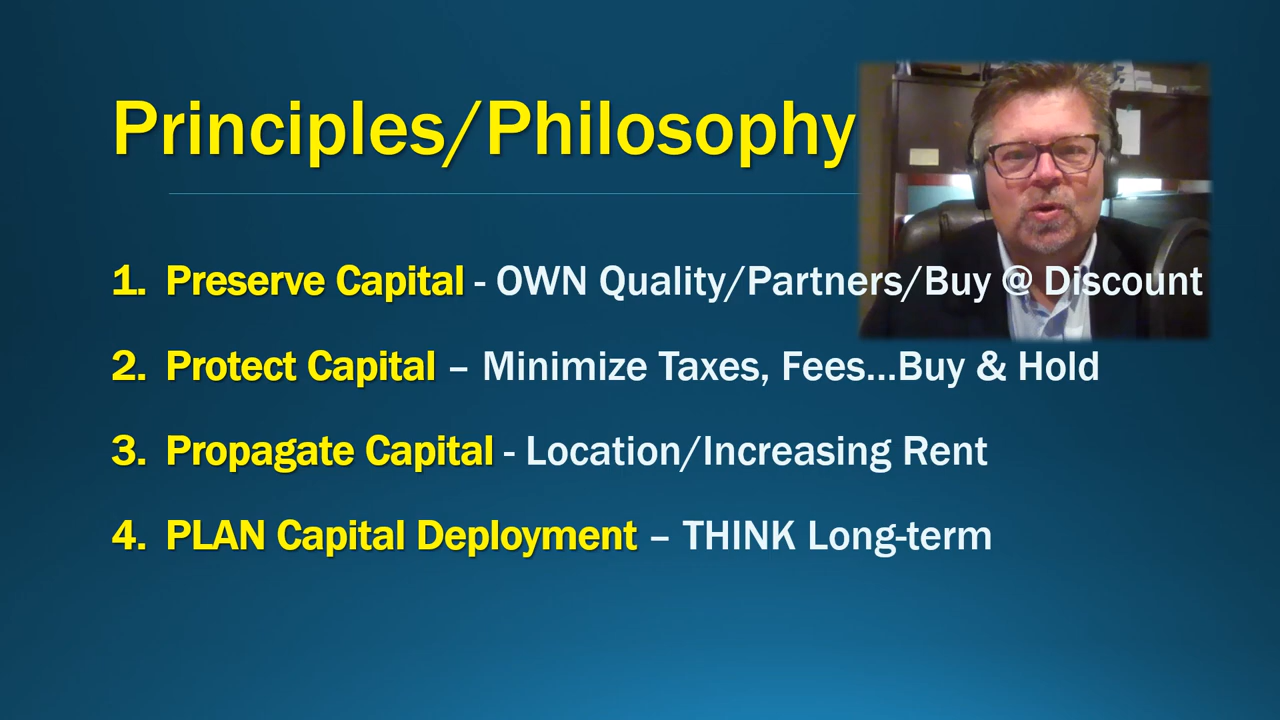 Principles/Philosophy
1. Preserve Capital - OWN Quality/Partners/Buy @ Discount
2. Protect Capital – Minimize Taxes, Fees...Buy & Hold
3. Propagate Capital - Location/Increasing Rent
4. PLAN Capital Deployment – THINK Long-term